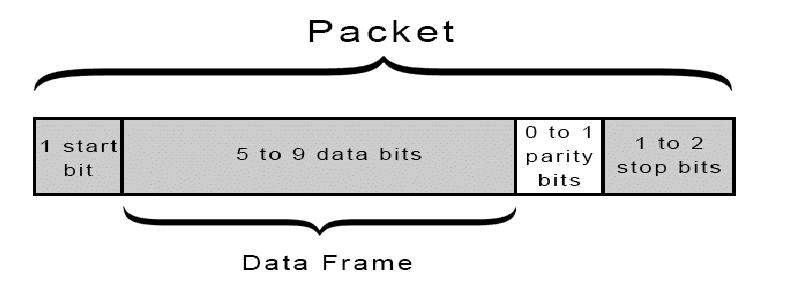 Packet
1 start
bit
5 to 9 data bits
0 to 1
parity
bits
1 to 2
stop bits
Data Frame